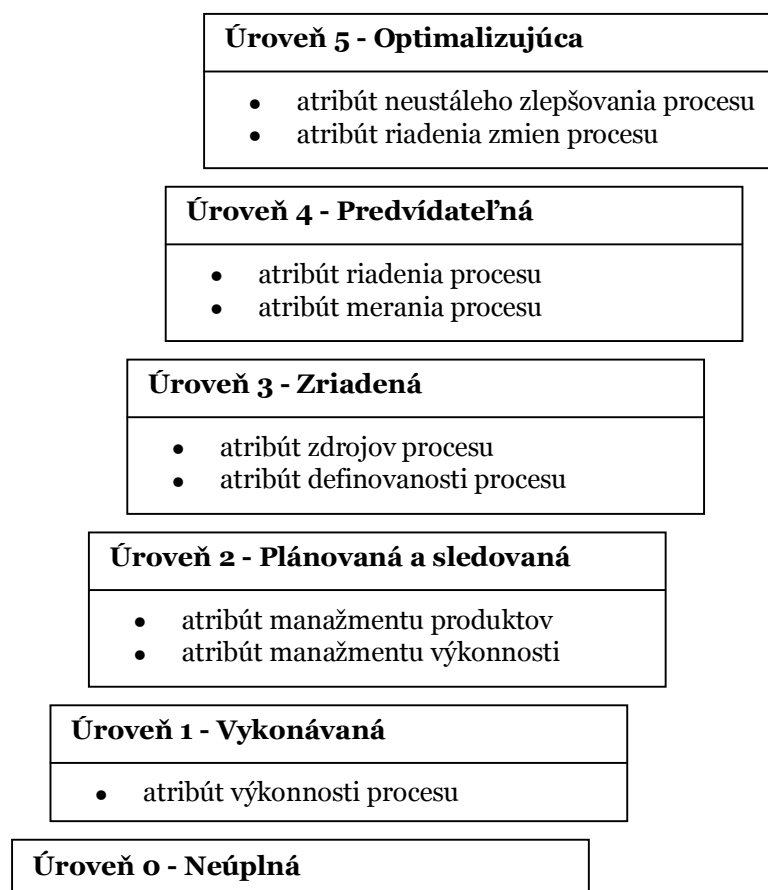 Úroveň 5 - Optimalizujúca
• atribút neustáleho zlepšovania procesu
• atribút riadenia zmien procesu
Úroveň 4 - Predvídateľná
• atribút riadenia procesu
• atribút merania procesu
Úroveň 3 - Zriadená
• atribút zdrojov procesu
• atribút definovanosti procesu
Úroveň 2 - Plánovaná a sledovaná
• atribút manažmentu produktov
• atribút manažmentu výkonnosti
Úroveň 1 - Vykonávaná
• atribút výkonnosti procesu
Úroveň 0 - Neúplná